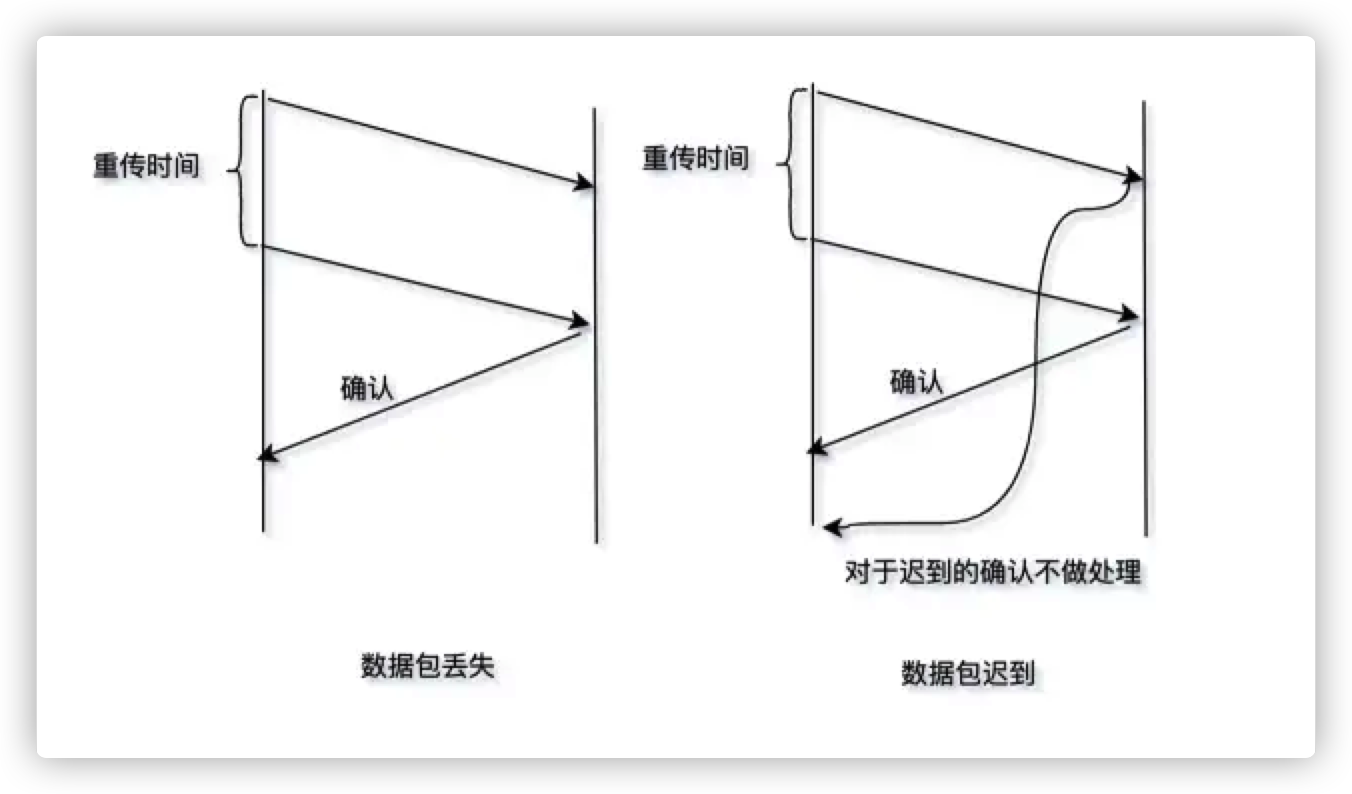 重传时间
确认
数据包丢失
重传时间
确认
对于迟到的确认不做处理
数据包迟到